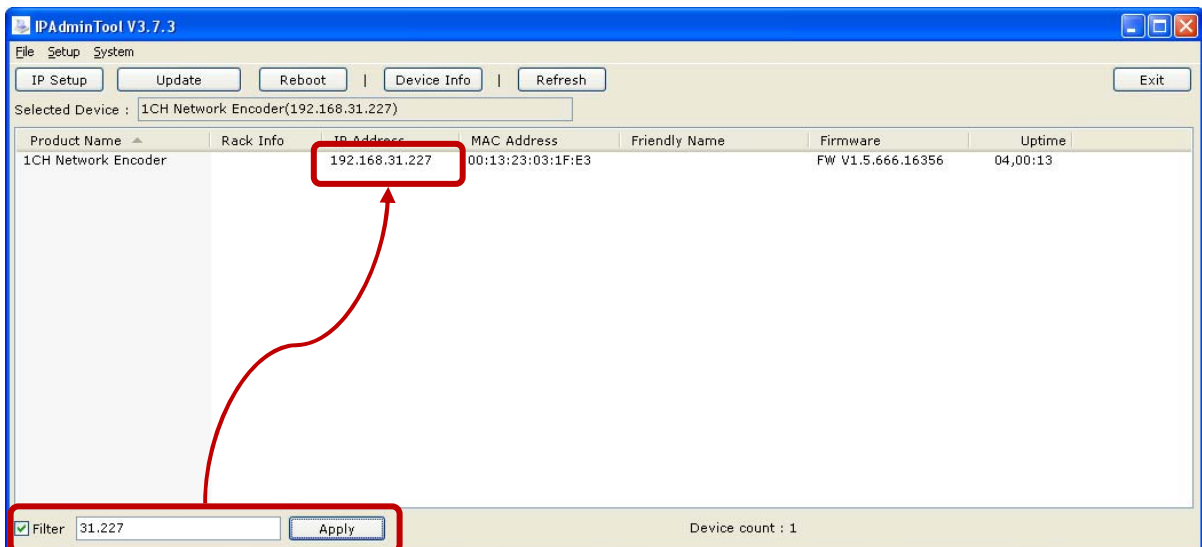 IPAdminTool V3.7.3
File Setup System
IP Setup Update Reboot | Device Info | Refresh Exit
Selected Device : 1CH Network Encoder(192.168.31.227)
Product Name Rack Info IP Address MAC Address Friendly Name Firmware Uptime
1CH Network Encoder 192.168.31.227 00:13:23:03:1F:E3 FW V1.5.666.16356 04,00:13
Filter 31.227 Apply Device count : 1